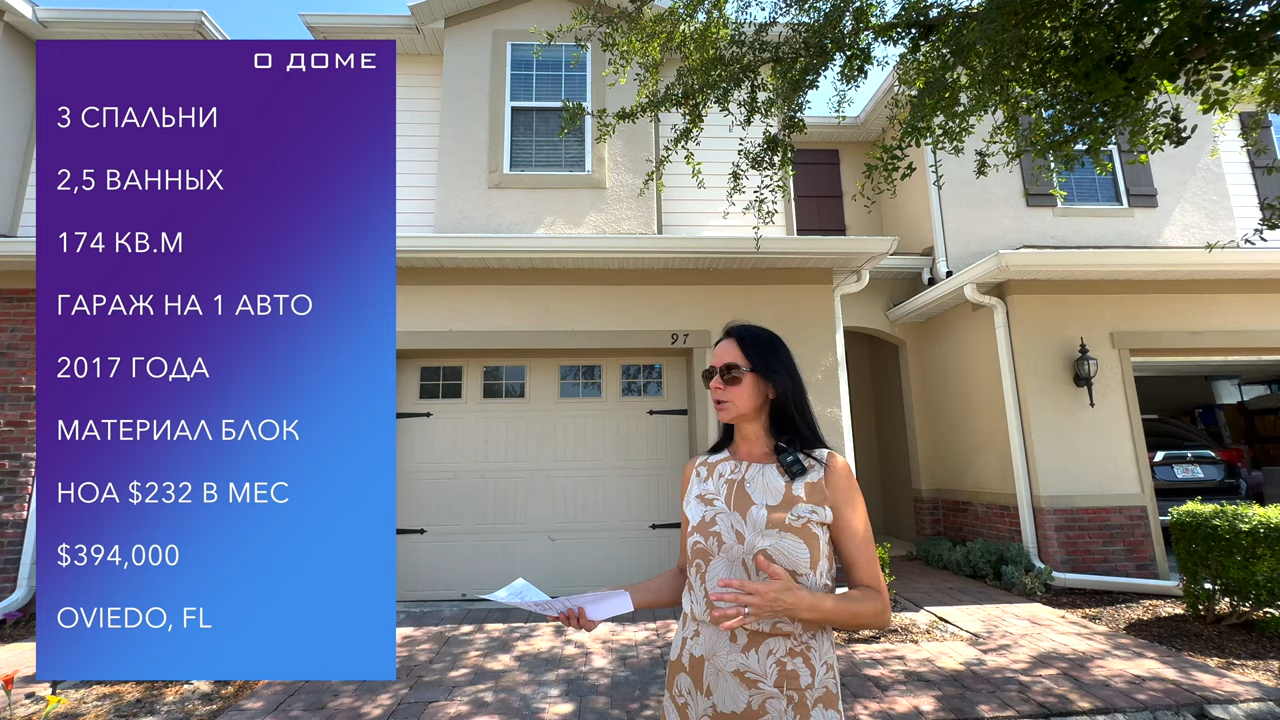 О ДОМЕ
3 СПАЛЬНИ
2,5 ВАННЫХ
174 КВ.М
ГАРАЖ НА 1 АВТО
2017 ГОДА
МАТЕРИАЛ БЛОК
HOA $232 В МЕС
$394,000
OVIEDO, FL
97